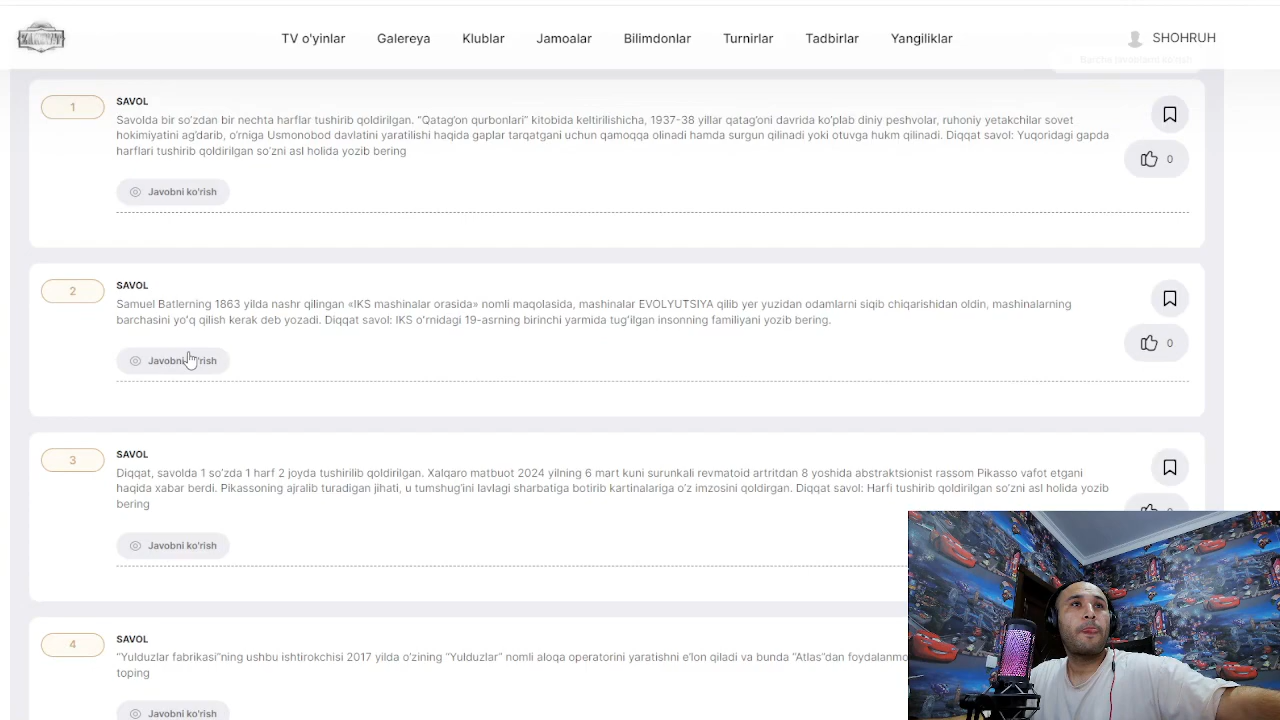 TV o'yinlar Galereya Klublar Jamoalar Bilimdonlar Turnirlar Tadbirlar Yangiliklar SHOHRUH
1
SAVOL
Savolda bir so'zdan bir nechta harflar tushirib qoldirilgan. "Qatag'on qurbonlari" kitobida keltirilishicha, 1937-38 yillar qatag'oni davrida ko'plab diniy peshvolar, ruhoniy yetakchilar sovet
hokimiyatini ag'darib, o'rniga Usmonobod davlatini yaratilishi haqida gaplar tarqatgani uchun qamoqqa olinadi hamda surgun qilinadi yoki otuvga hukm qilinadi. Diqqat savol: Yuqoridagi gapda
harflari tushirib qoldirilgan so'zni asl holida yozib bering
0
Javobni ko'rish
2
SAVOL
Samuel Batlerning 1863 yilda nashr qilingan «IKS mashinalar orasida» nomli maqolasida, mashinalar EVOLYUTSIYA qilib yer yuzidan odamlarni siqib chiqarishidan oldin, mashinalarning
barchasini yo'q qilish kerak deb yozadi. Diqqat savol: IKS o'rnidagi 19-asrning birinchi yarmida tug'ilgan insonning familiyani yozib bering.
0
3
SAVOL
Diqqat, savolda 1 so'zda 1 harf 2 joyda tushirilib qoldirilgan. Xalqaro matbuot 2024 yilning 6 mart kuni surunkali revmatoid artritdan 8 yoshida abstraktsionist rassom Pikasso vafot etgani
haqida xabar berdi. Pikassoning ajralib turadigan jihati, u tumshug'ini lavlagi sharbatiga botirib kartinalariga o'z imzosini qoldirgan. Diqqat savol: Harfi tushirib qoldirilgan so'zni asl holida yozib
bering
Javobni ko'rish
4
SAVOL
"Yulduzlar fabrikasi"ning ushbu ishtirokchisi 2017 yilda o'zining "Yulduzlar" nomli aloqa operatorini yaratishni e'lon qiladi va bunda "Atlas"dan
toping
Javobni ko'rish